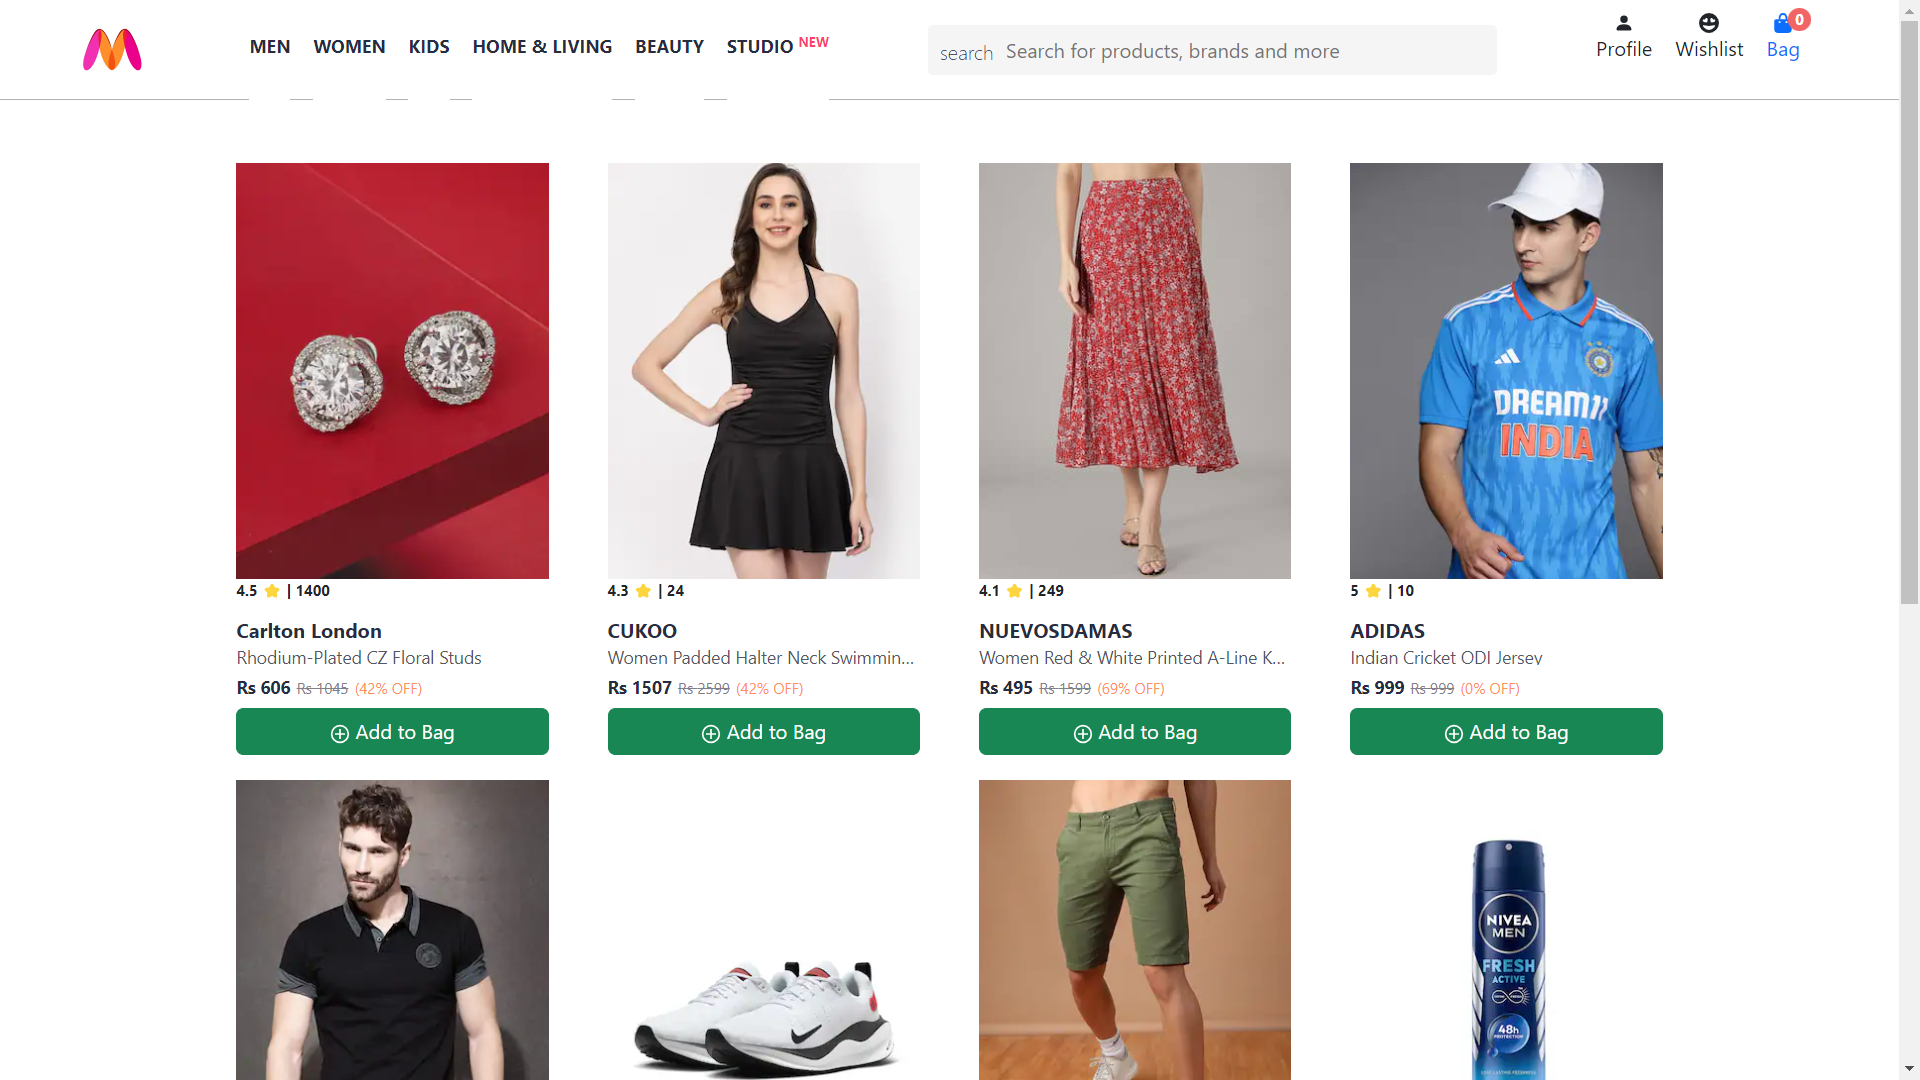 MEN WOMEN KIDS HOME & LIVING BEAUTY STUDIO NEW
search Search for products, brands and more
Profile Wishlist Bag 0
DREAM11
INDIA
4.5 | 1400
Carlton London
Rhodium-Plated CZ Floral Studs
Rs 606 Rs 1045 (42% OFF)
Add to Bag
4.3 | 24
CUKOO
Women Padded Halter Neck Swimmin...
Rs 1507 Rs 2599 (42% OFF)
Add to Bag
4.1 | 249
NUEVOSDAMAS
Women Red & White Printed A-Line K...
Rs 495 Rs 1599 (69% OFF)
Add to Bag
5 | 10
ADIDAS
Indian Cricket ODI Jersey
Rs 999 Rs 999 (0% OFF)
Add to Bag
NIVEA
MEN
FRESH
ACTIVE
48h
PROTECTION